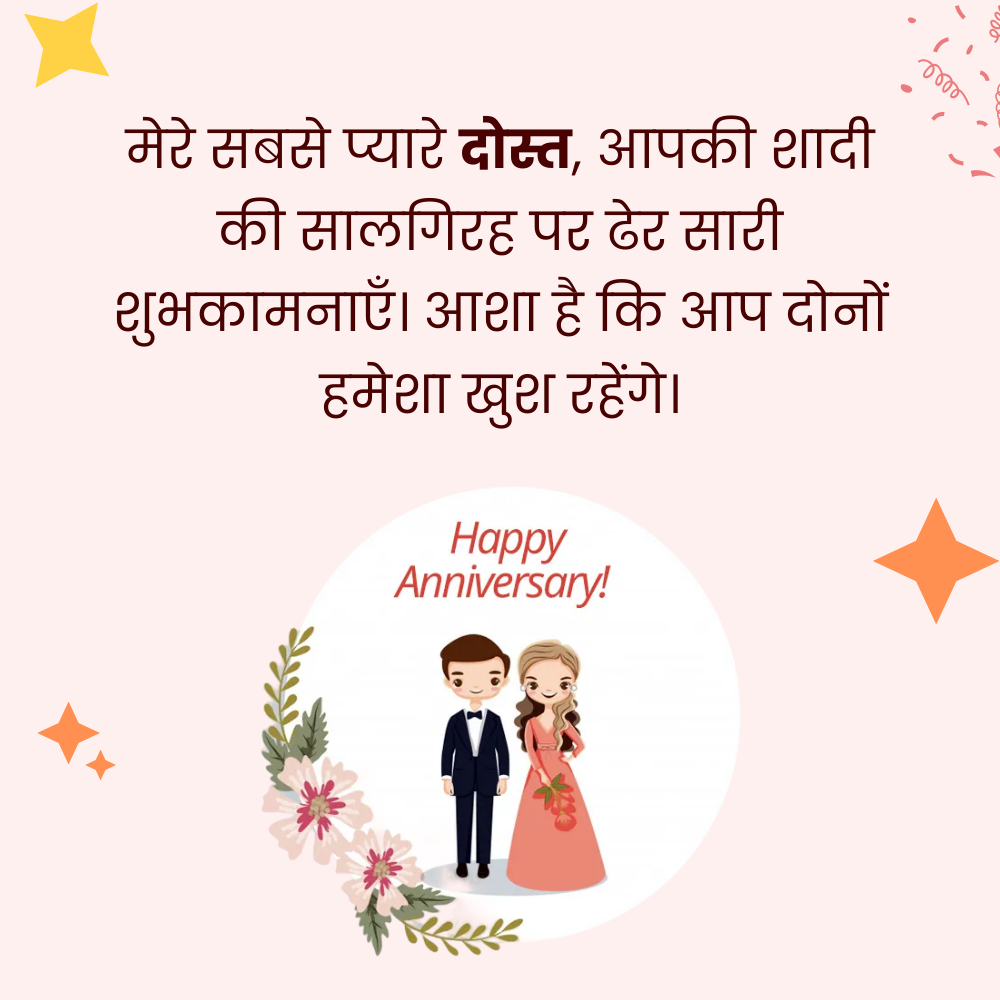 मेरे सबसे प्यारे दोस्त, आपकी शादी
की सालगिरह पर ढेर सारी
शुभकामनाएँ। आशा है कि आप दोनों
हमेशा खुश रहेंगे।
Happy
Anniversary!